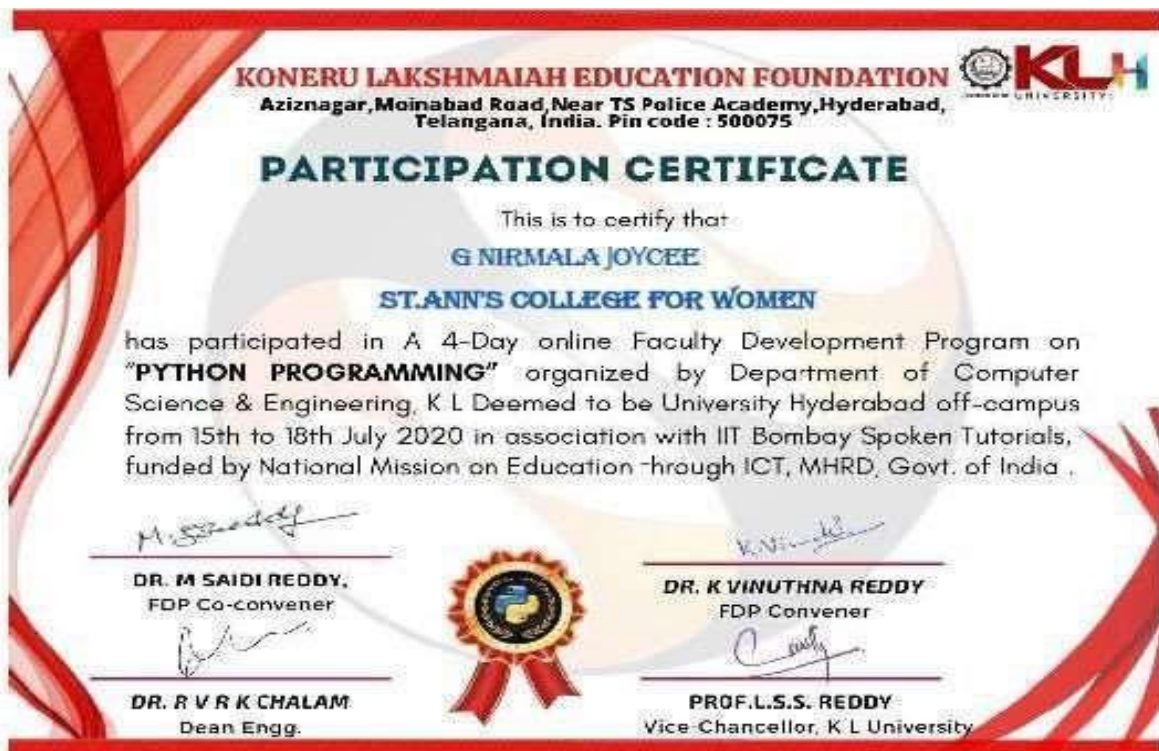 KONERU LAKSHMAIAH EDUCATION FOUNDATION
KLH
UNIVERSITY
Aziznagar,Moinabad Road,Near TS Police Academy,Hyderabad,
Telangana, India. Pin code : 500075
PARTICIPATION CERTIFICATE
This is to certify that
G NIRMALA JOYCEE
ST.ANN'S COLLEGE FOR WOMEN
has participated in A 4-Day online Faculty Development Program on
"PYTHON PROGRAMMING" organized by Department of Computer
Science & Engineering, K L Deemed to be University Hyderabad off-campus
from 15th to 18th July 2020 in association with IIT Bombay Spoken Tutorials,
funded by National Mission on Education through ICT, MHRD, Govt. of India .
DR. M SAIDI REDDY,
FDP Co-convener
DR. K VINUTHNA REDDY
FDP Convener
DR. R V R K CHALAM
Dean Engg.
PROF.L.S.S. REDDY
Vice-Chancellor, K L University